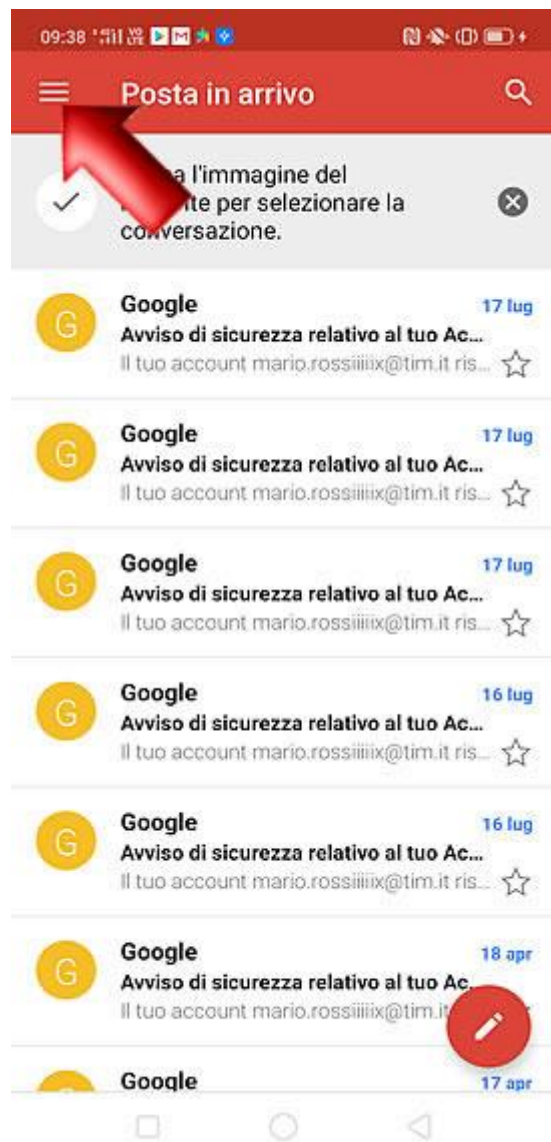 09:38
Posta in arrivo
l'immagine del
per selezionare la
conversazione.
G
Google
17 lug
Avviso di sicurezza relativo al tuo Ac...
Il tuo account mario.rossiiiiix@tim.it ris...
G
Google
17 lug
Avviso di sicurezza relativo al tuo Ac...
Il tuo account mario.rossiiiiix@tim.it ris...
G
Google
17 lug
Avviso di sicurezza relativo al tuo Ac...
Il tuo account mario.rossiiiiix@tim.it ris...
G
Google
16 lug
Avviso di sicurezza relativo al tuo Ac...
Il tuo account mario.rossiiiiix@tim.it ris...
G
Google
16 lug
Avviso di sicurezza relativo al tuo Ac...
Il tuo account mario.rossiiiiix@tim.it ris...
G
Google
18 apr
Avviso di sicurezza relativo al tuo Ac...
Il tuo account mario.rossiiiiix@tim.it
Google
17 apr